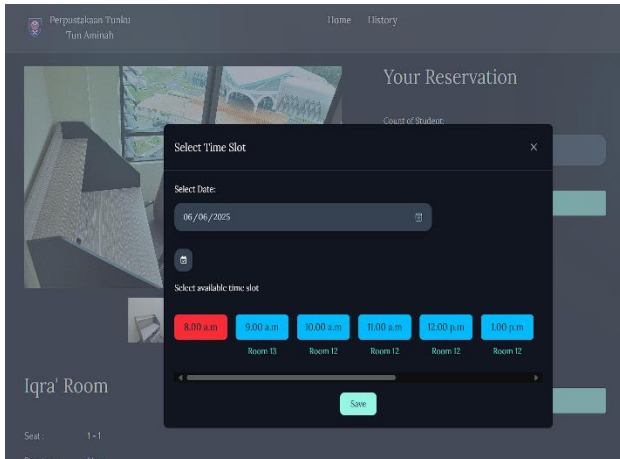 Perpustakaan Tunku
Tun Aminah
Home
History
Your Reservation
Count of Student:
Select Time Slot
X
Select Date:
06/06/2025
Select available time slot
8.00 a.m
9.00 a.m
10.00 a.m
11.00 a.m
12.00 p.m
1.00 p.m
Room 13
Room 12
Room 12
Room 12
Room 12
Save
Iqra' Room
Seat :
1 - 1